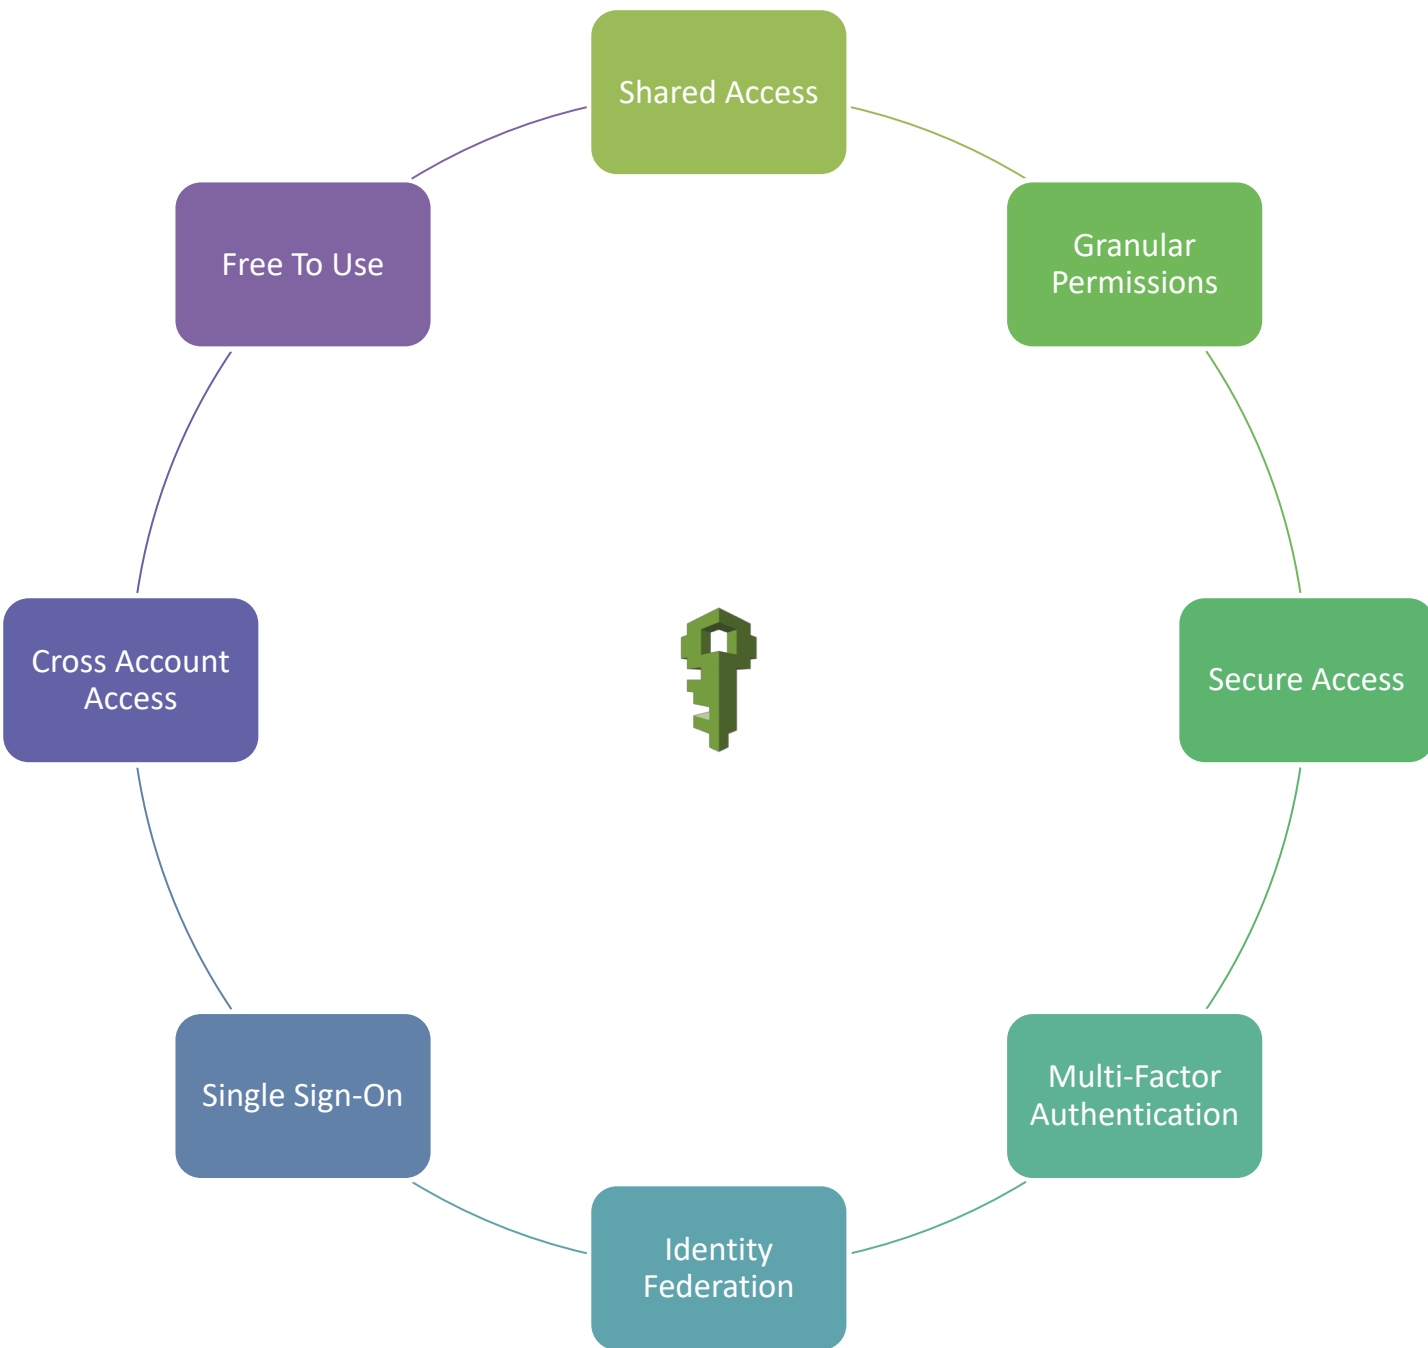 Shared Access
Granular
Permissions
Secure Access
Multi-Factor
Authentication
Identity
Federation
Single Sign-On
Cross Account
Access
Free To Use